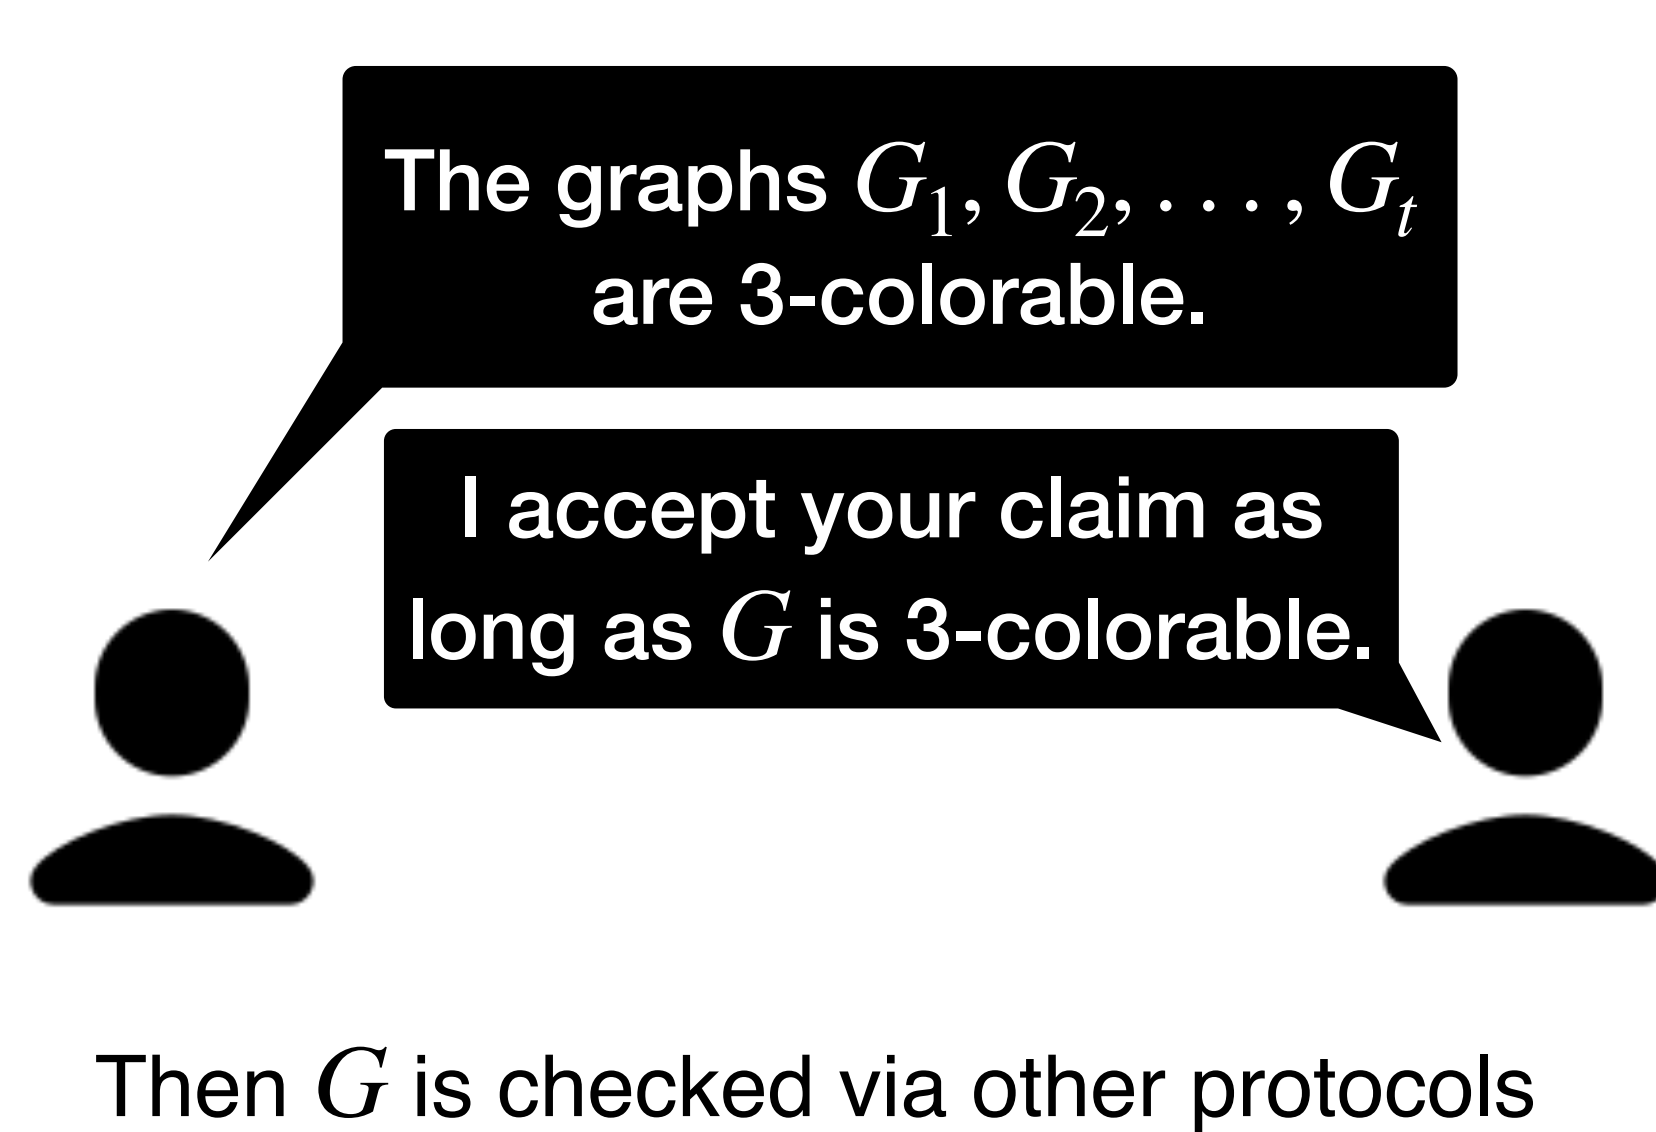 The graphs G₁, G₂, . . . , Gₜ
are 3-colorable.
I accept your claim as
long as G is 3-colorable.
Then G is checked via other protocols